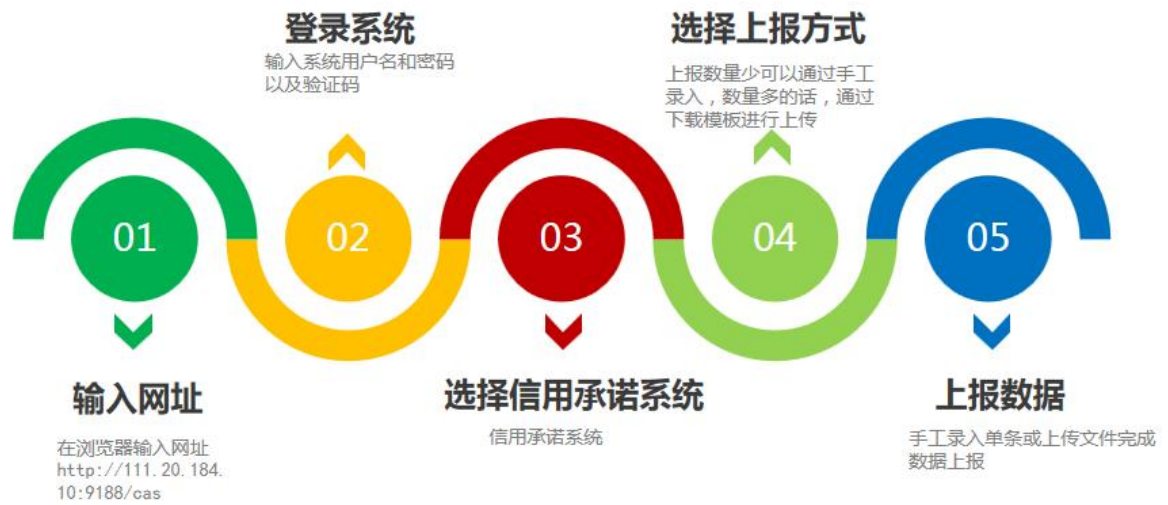 登录系统
输入系统用户名和密码
以及验证码
选择上报方式
上报数量少可以通过手工
录入，数量多的话，通过
下载模板进行上传
01
02
03
04
05
输入网址
在浏览器输入网址
http://111.20.184.
10:9188/cas
选择信用承诺系统
信用承诺系统
上报数据
手工录入单条或上传文件完成
数据上报